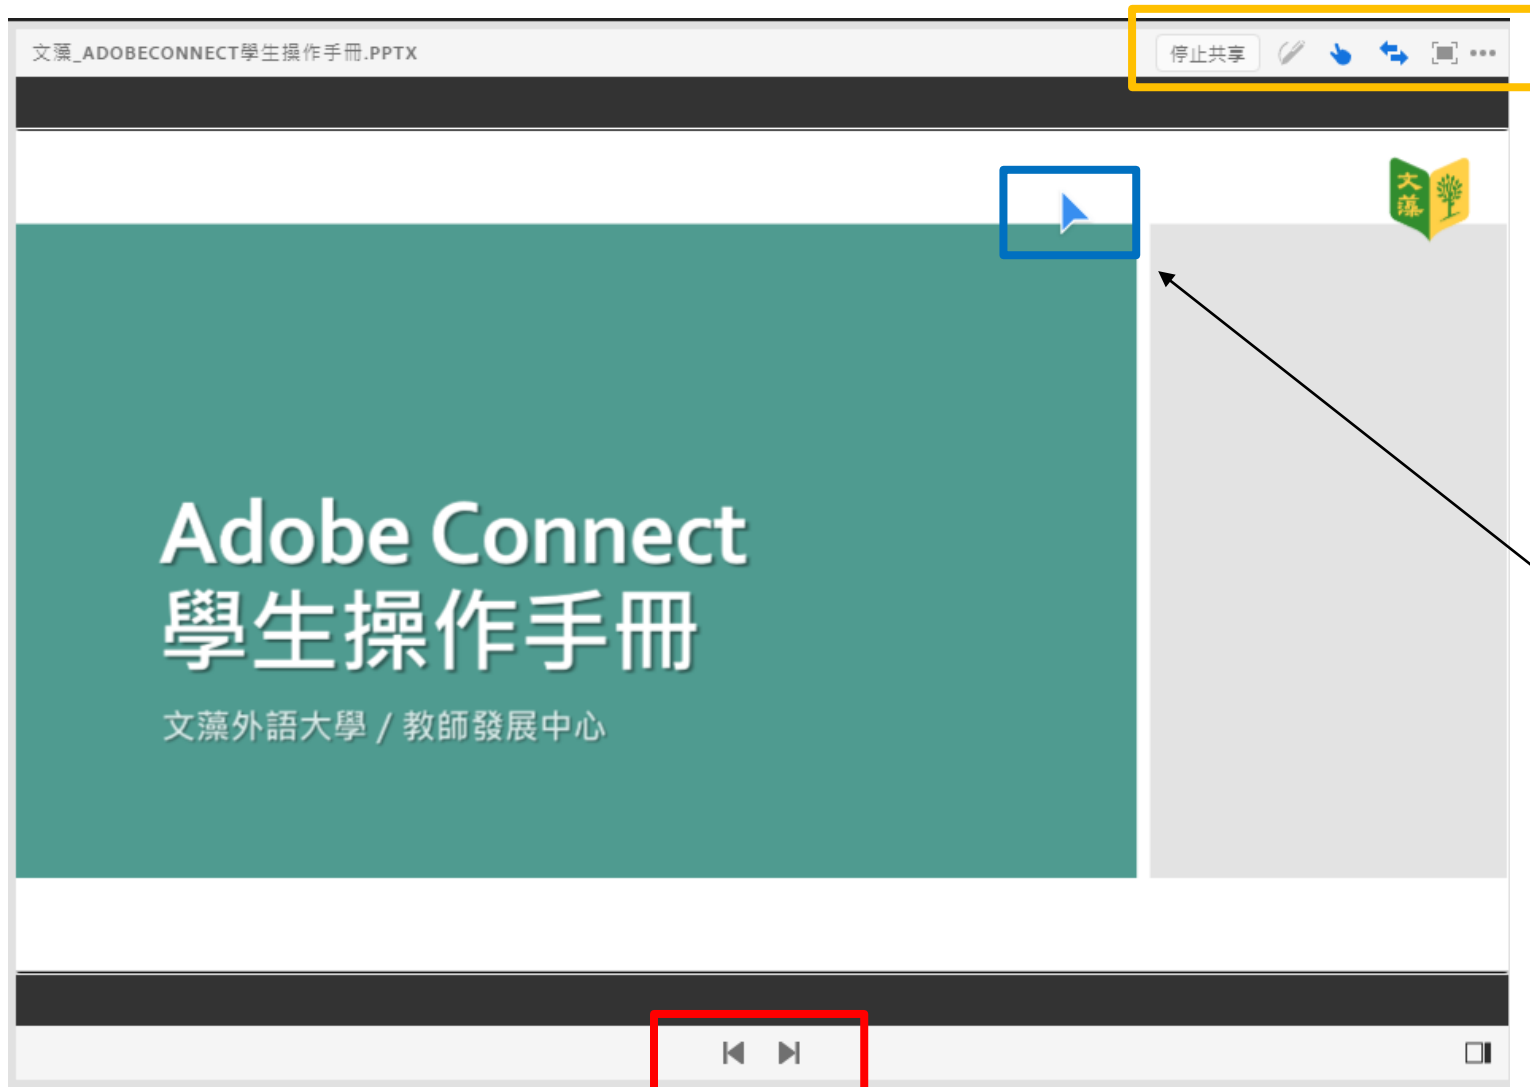 文藻_ADOBECONNECT學生操作手冊.PPTX
停止共享
文藻
Adobe Connect
學生操作手冊
文藻外語大學 / 教師發展中心